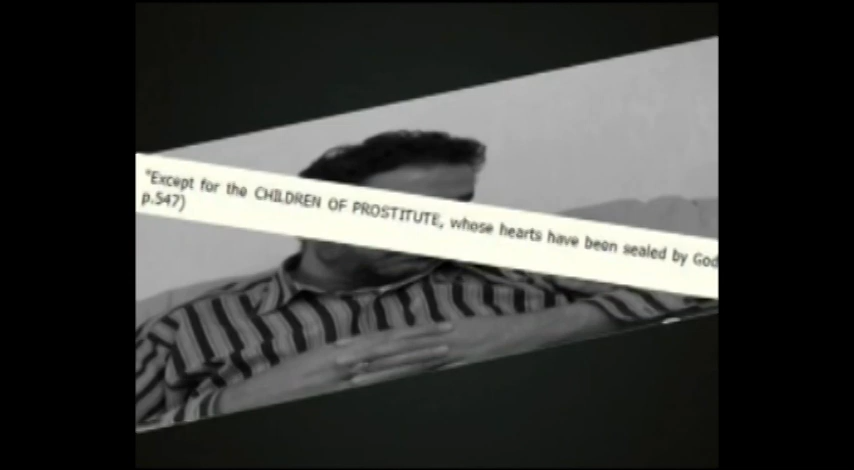 "Except for the CHILDREN OF PROSTITUTE, whose hearts have been sealed by God
p.547)